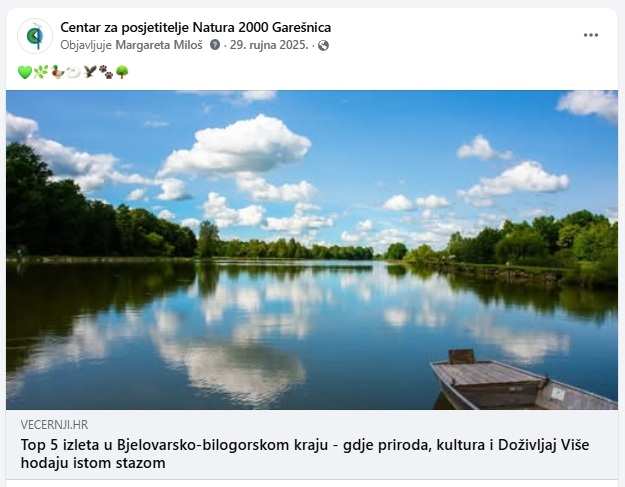 Centar za posjetitelje Natura 2000 Garešnica
Objavljuje Margareta Miloš · 29. rujna 2025. ·
💚🌿🦆🦢🦅🐾🌳
VECERNJI.HR
Top 5 izleta u Bjelovarsko-bilogorskom kraju - gdje priroda, kultura i Doživljaj Više
hodaju istom stazom